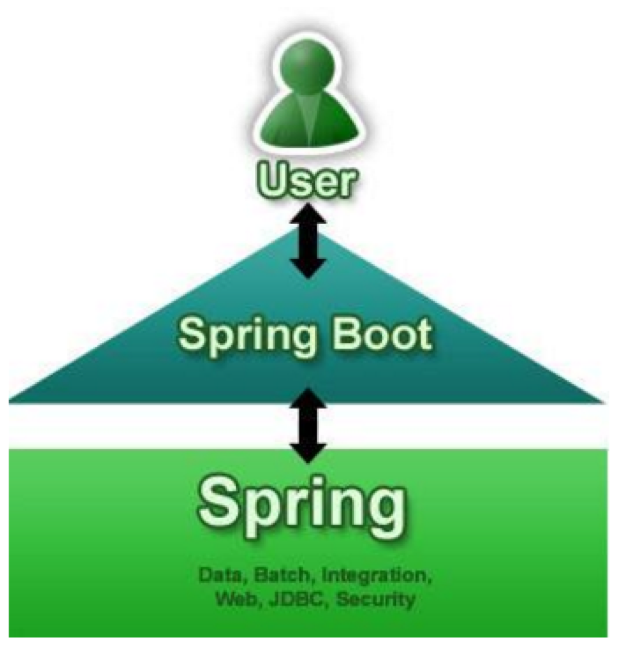 User
Spring Boot
Spring
Data, Batch, Integration,
Web, JDBC, Security